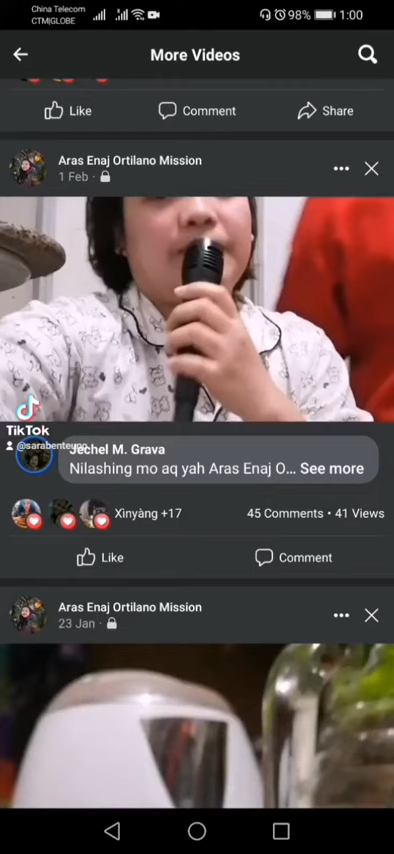 China Telecom
CTM|GLOBE
98%
1:00
More Videos
Like
Comment
Share
Aras Enaj Ortilano Mission
1 Feb
TikTok
@sarabenteuno
Jechel M. Grava
Nilashing mo aq yah Aras Enaj O... See more
Xinyàng +17
45 Comments • 41 Views
Like
Comment
Aras Enaj Ortilano Mission
23 Jan